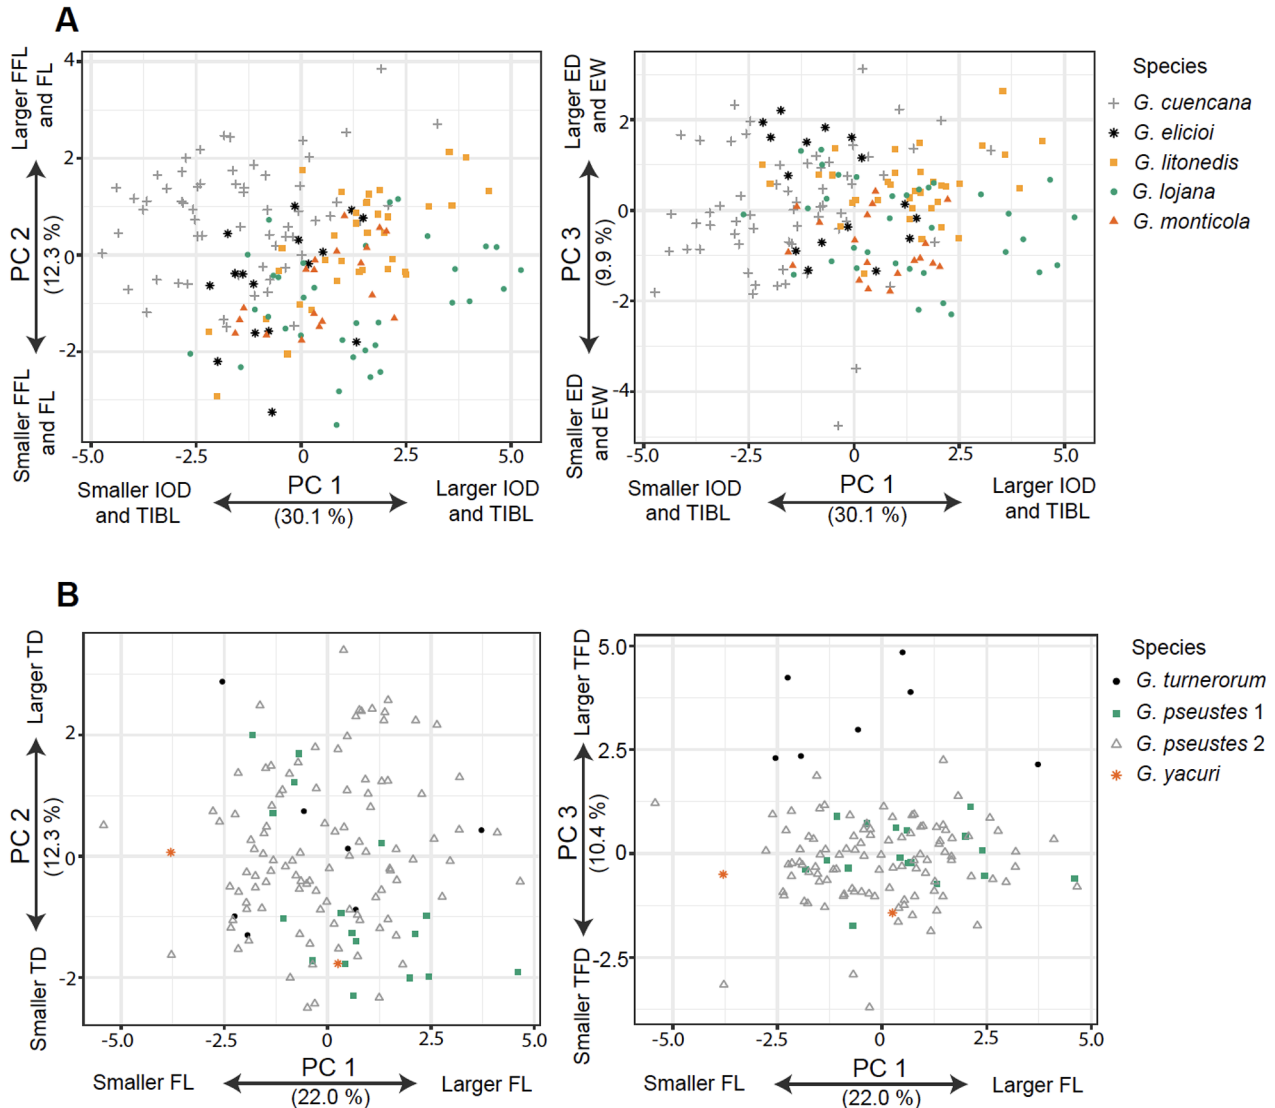 A
Larger FFL
and FL
PC 2
(12.3 %)
Smaller FFL
and FL
4
2
0
-2
-5.0
-2.5
0
2.5
5.0
Smaller IOD
and TIBL
PC 1
(30.1 %)
Larger IOD
and TIBL
Larger ED
and EW
PC 3
(9.9 %)
Smaller ED
and EW
2
0
-2
-4
-5.0
-2.5
0
2.5
5.0
Smaller IOD
and TIBL
PC 1
(30.1 %)
Larger IOD
and TIBL
Species
G. cuencana
G. elicioi
G. litonedis
G. lojana
G. monticola
B
Larger TD
PC 2
(12.3 %)
Smaller TD
2
0
-2
-5.0
-2.5
0
2.5
5.0
Smaller FL
PC 1
(22.0 %)
Larger FL
Larger TFD
PC 3
(10.4 %)
Smaller TFD
5.0
2.5
0
-2.5
-5.0
-2.5
0
2.5
5.0
Smaller FL
PC 1
(22.0 %)
Larger FL
Species
G. turnerorum
G. pseustes 1
G. pseustes 2
G. yacuri